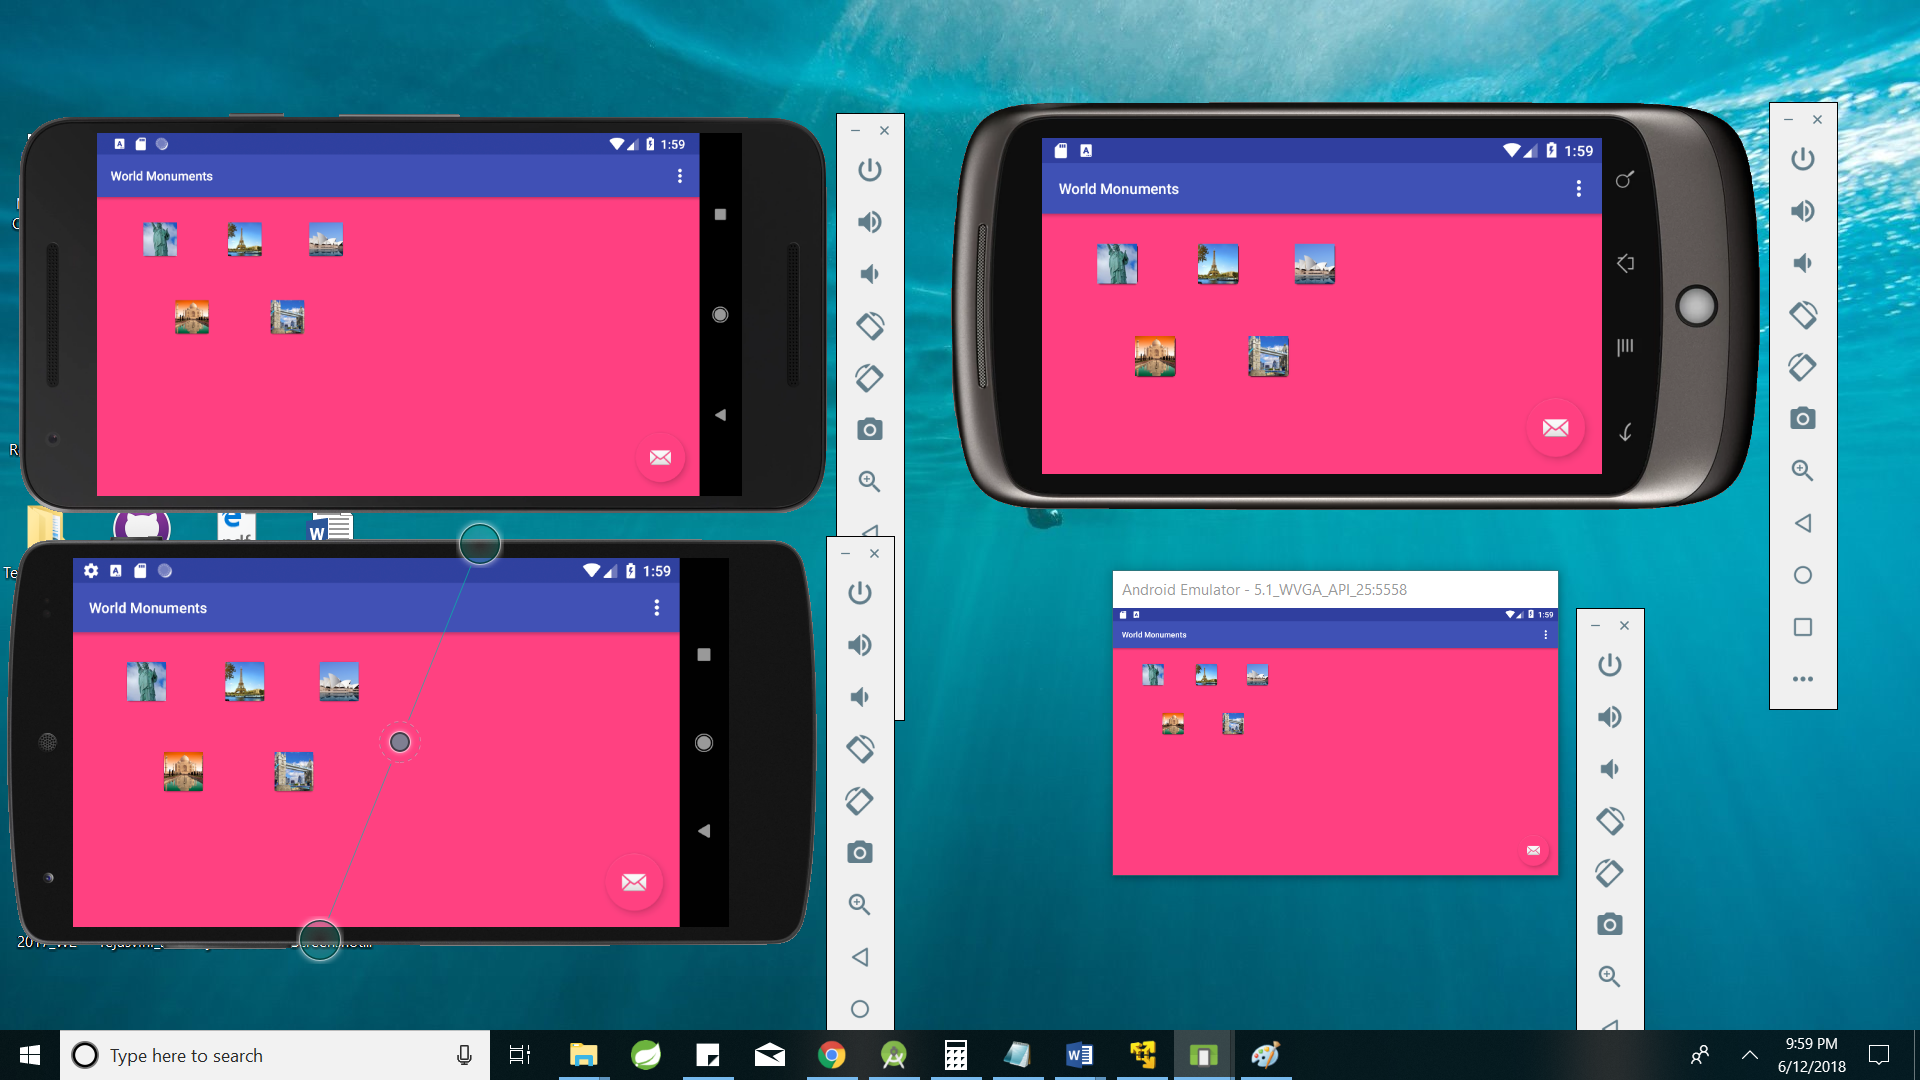 1:59
World Monuments
1:59
World Monuments
1:59
World Monuments
Android Emulator - 5.1_WVGA_API_25:5558
1:59
World Monuments
Type here to search
9:59 PM
6/12/2018